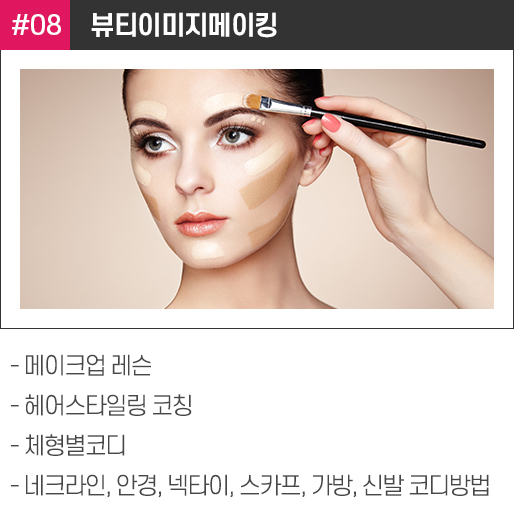 #08 뷰티이미지메이킹
- 메이크업 레슨
- 헤어스타일링 코칭
- 체형별코디
- 네크라인, 안경, 넥타이, 스카프, 가방, 신발 코디방법